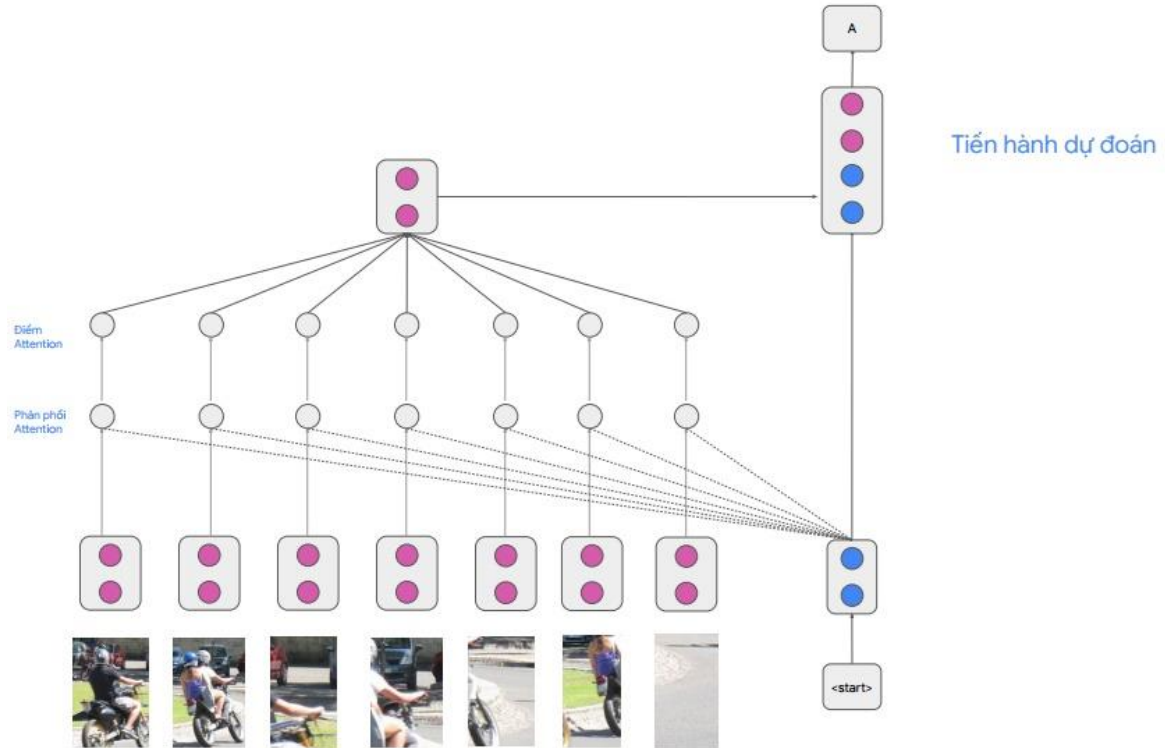 A
Tiến hành dự đoán
Điểm
Attention
Phân phối
Attention
<start>